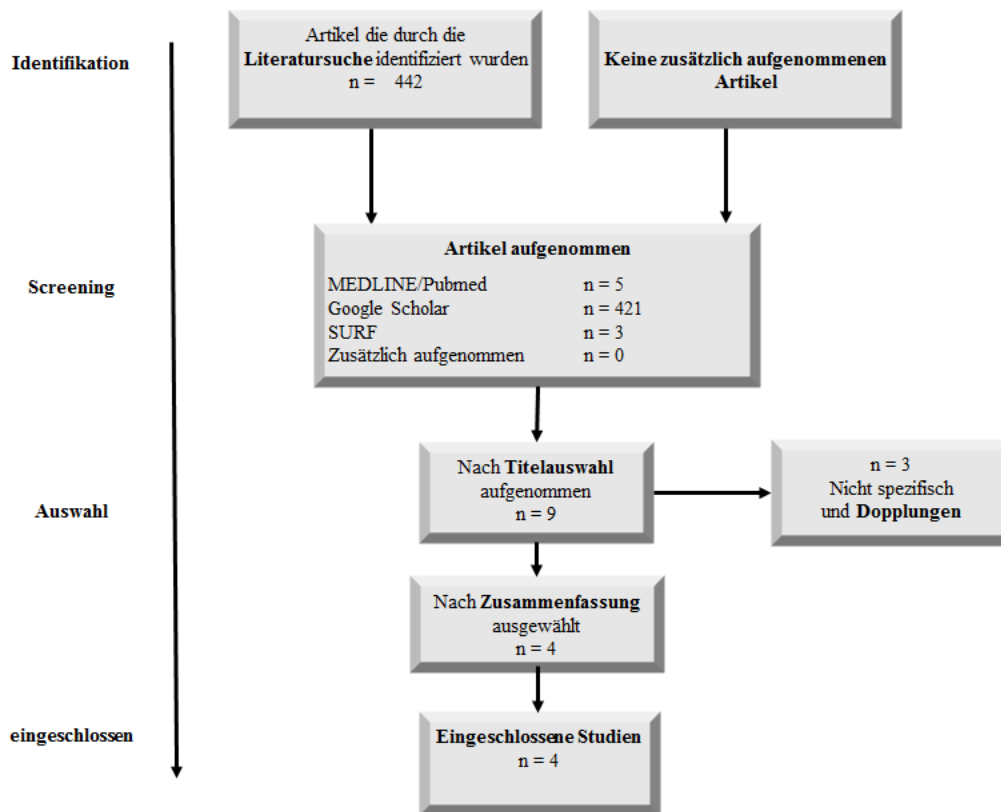 Identifikation
Artikel die durch die
Literatursuche identifiziert wurden
n = 442
Keine zusätzlich aufgenommenen
Artikel
Screening
Artikel aufgenommen
MEDLINE/Pubmed n = 5
Google Scholar n = 421
SURF n = 3
Zusätzlich aufgenommen n = 0
Auswahl
Nach Titelauswahl
aufgenommen
n = 9
n = 3
Nicht spezifisch
und Dopplungen
Nach Zusammenfassung
ausgewählt
n = 4
eingeschlossen
Eingeschlossene Studien
n = 4